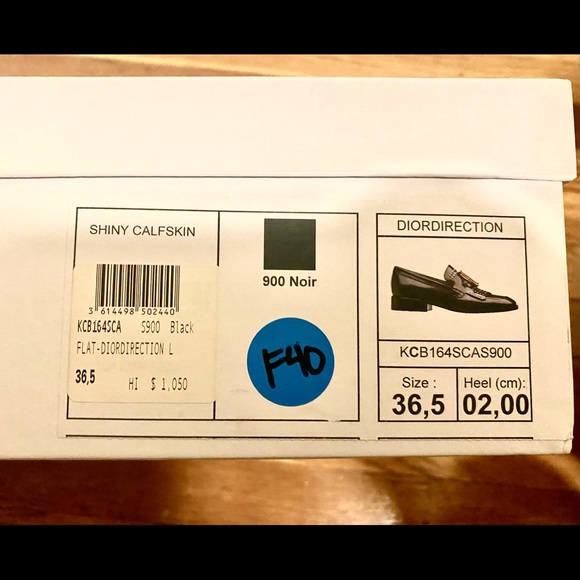 SHINY CALFSKIN
3 614498 502440
KCB164SCA S900 Black
FLAT-DIORDIRECTION L
36,5 HI $ 1,050
900 Noir
F40
DIORDIRECTION
KCB164SCAS900
Size :
36,5
Heel (cm):
02,00